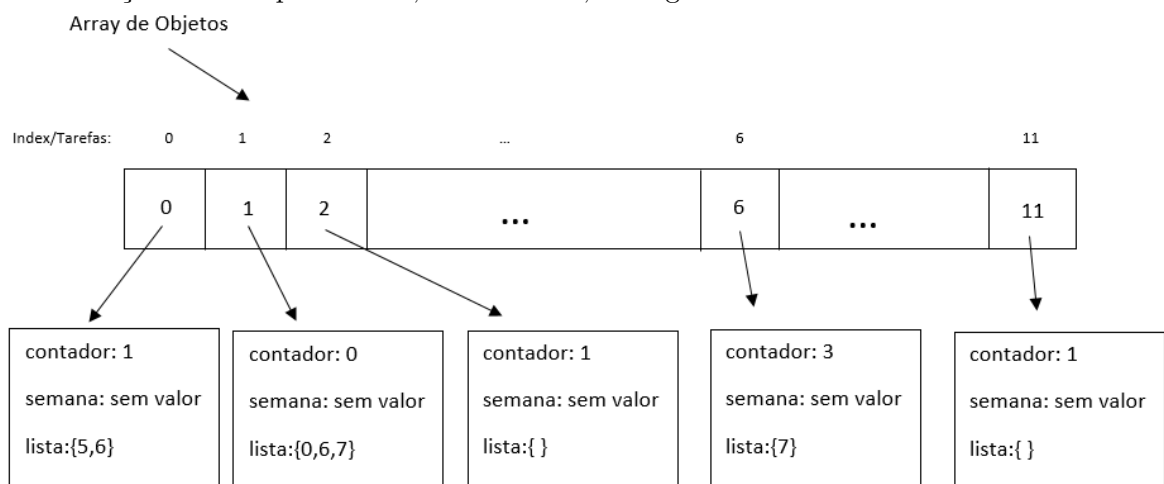 Array de Objetos
Index/Tarefas: 0 1 2 ... 6 11
0 1 2 ... 6 ... 11
contador: 1
semana: sem valor
lista:{5,6}
contador: 0
semana: sem valor
lista:{0,6,7}
contador: 1
semana: sem valor
lista:{ }
contador: 3
semana: sem valor
lista:{7}
contador: 1
semana: sem valor
lista:{ }